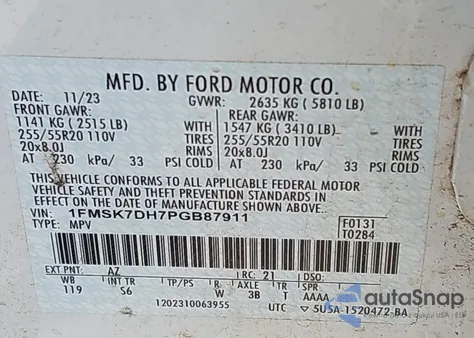 MFD. BY FORD MOTOR CO.
DATE: 11/23 GVWR: 2635 KG ( 5810 LB)
FRONT GAWR: REAR GAWR:
1141 KG ( 2515 LB) 1547 KG ( 3410 LB)
255/55R20 110V TIRES 255/55R20 110V TIRES
20x8.0J RIMS 20x8.0J RIMS
AT 230 kPa/ 33 PSI COLD AT 230 kPa/ 33 PSI COLD
THIS VEHICLE CONFORMS TO ALL APPLICABLE FEDERAL MOTOR
VEHICLE SAFETY AND THEFT PREVENTION STANDARDS IN
EFFECT ON THE DATE OF MANUFACTURE SHOWN ABOVE.
VIN: 1FMSK7DH7PGB87911 F0131
TYPE: MPV T0284
EXT PNT: AZ RC: 21 DSO:
WB INT TR TP/PS R AXLE TR SPR
119 S6 W 3B T AAAA
1202310063955 UTC ▽ 5U5A-1520472-BA
autoSnap